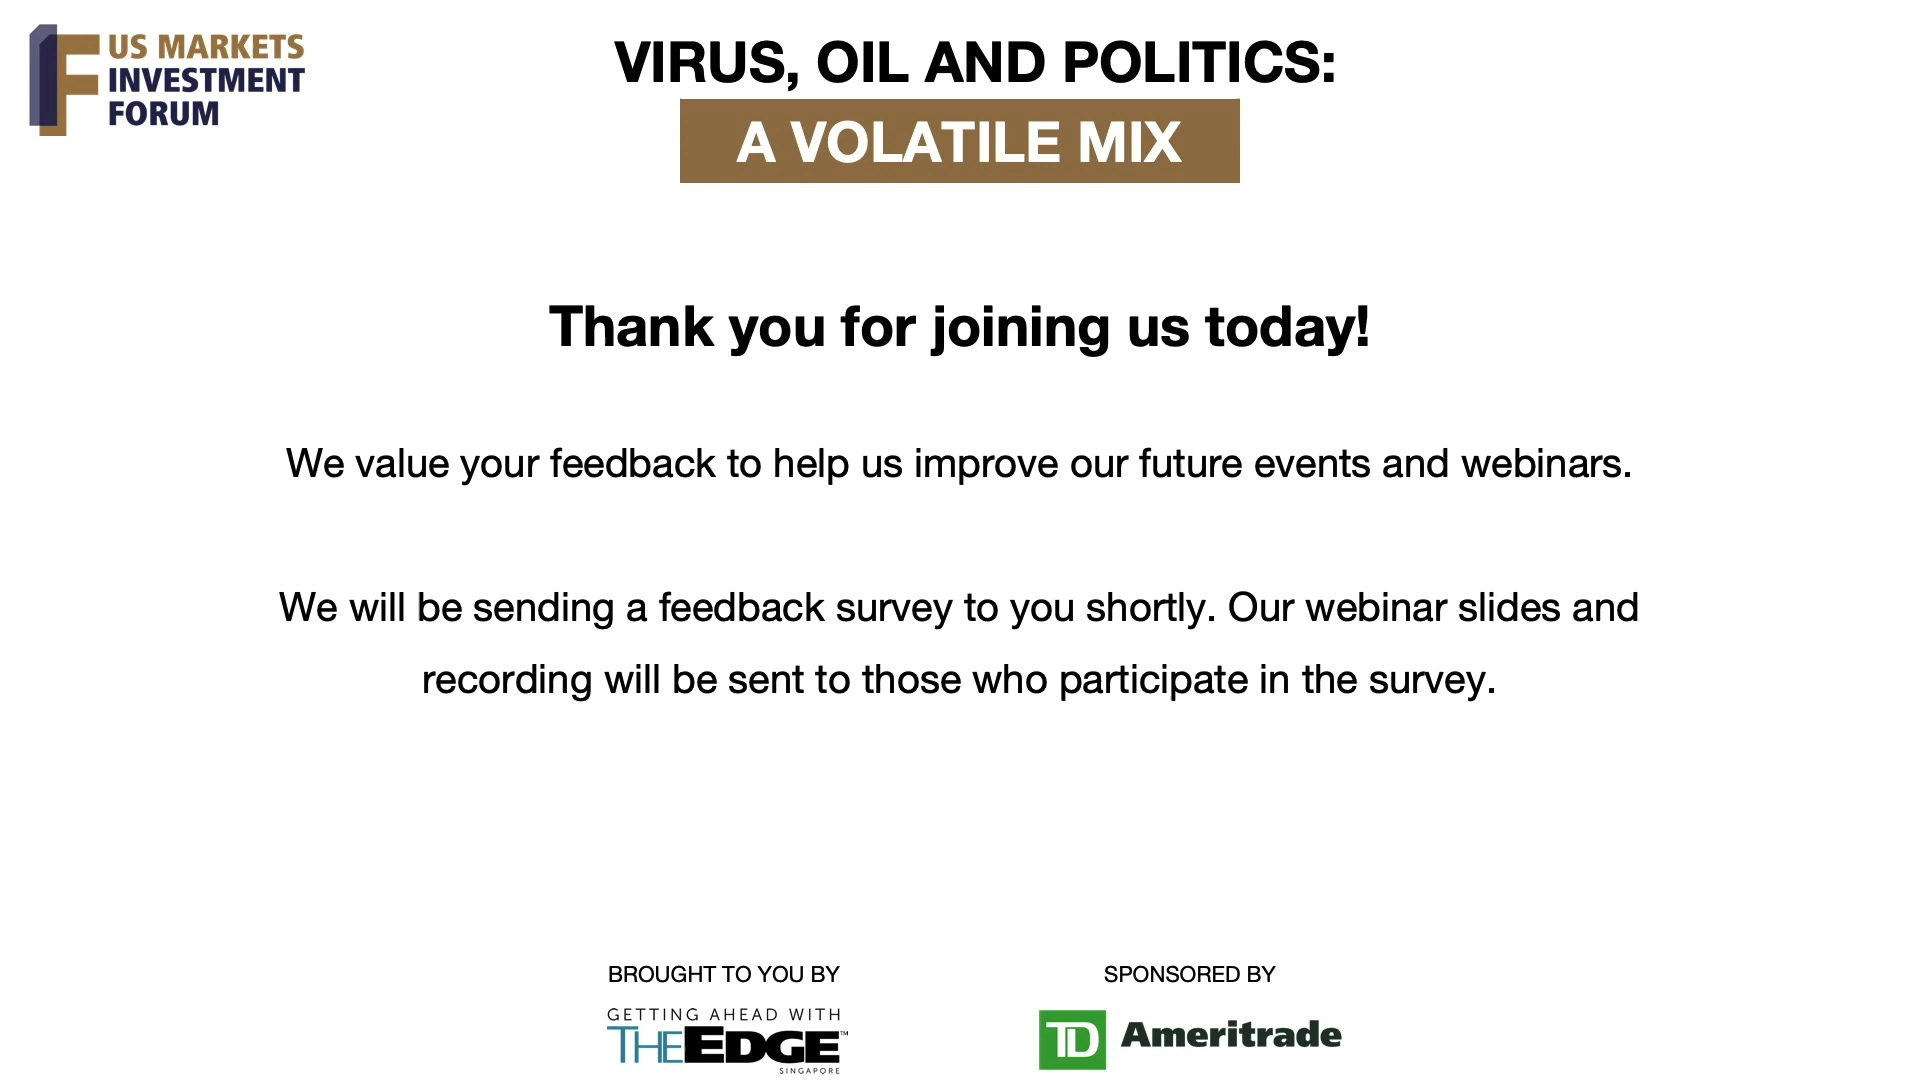 US MARKETS
INVESTMENT
FORUM
VIRUS, OIL AND POLITICS:
A VOLATILE MIX
Thank you for joining us today!
We value your feedback to help us improve our future events and webinars.
We will be sending a feedback survey to you shortly. Our webinar slides and
recording will be sent to those who participate in the survey.
BROUGHT TO YOU BY
GETTING AHEAD WITH
THEEDGE™
SINGAPORE
SPONSORED BY
TD Ameritrade